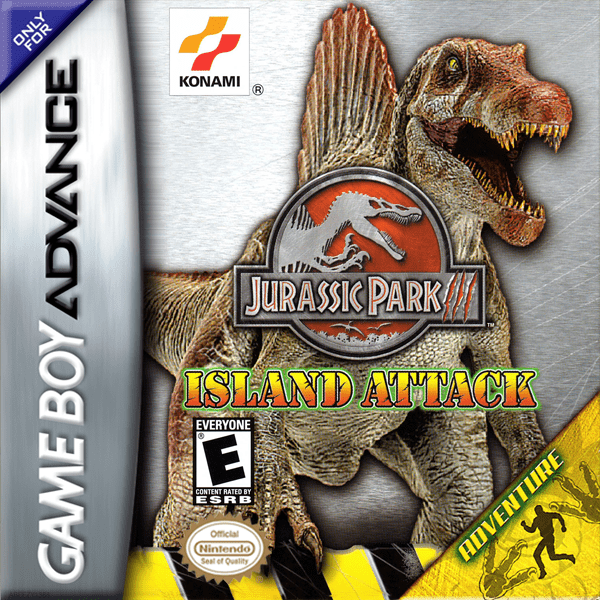 ONLY
FOR
GAME BOY ADVANCE
KONAMI
®
JURASSIC PARK III
™
ISLAND ATTACK
EVERYONE
E
®
CONTENT RATED BY
ESRB
Official
Nintendo
Seal of Quality
ADVENTURE